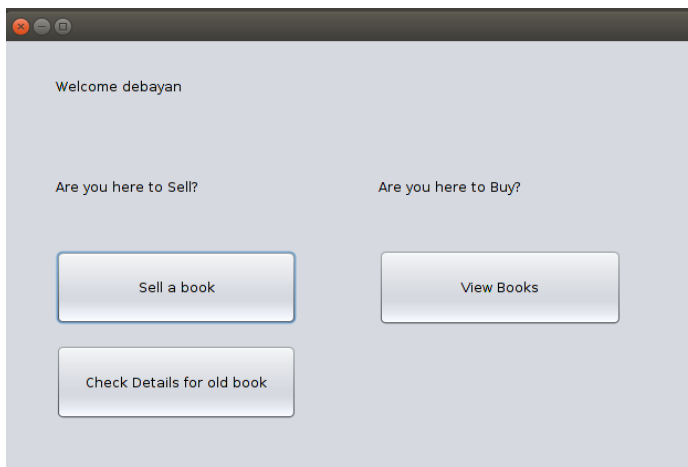 Welcome debayan
Are you here to Sell?
Are you here to Buy?
Sell a book
View Books
Check Details for old book